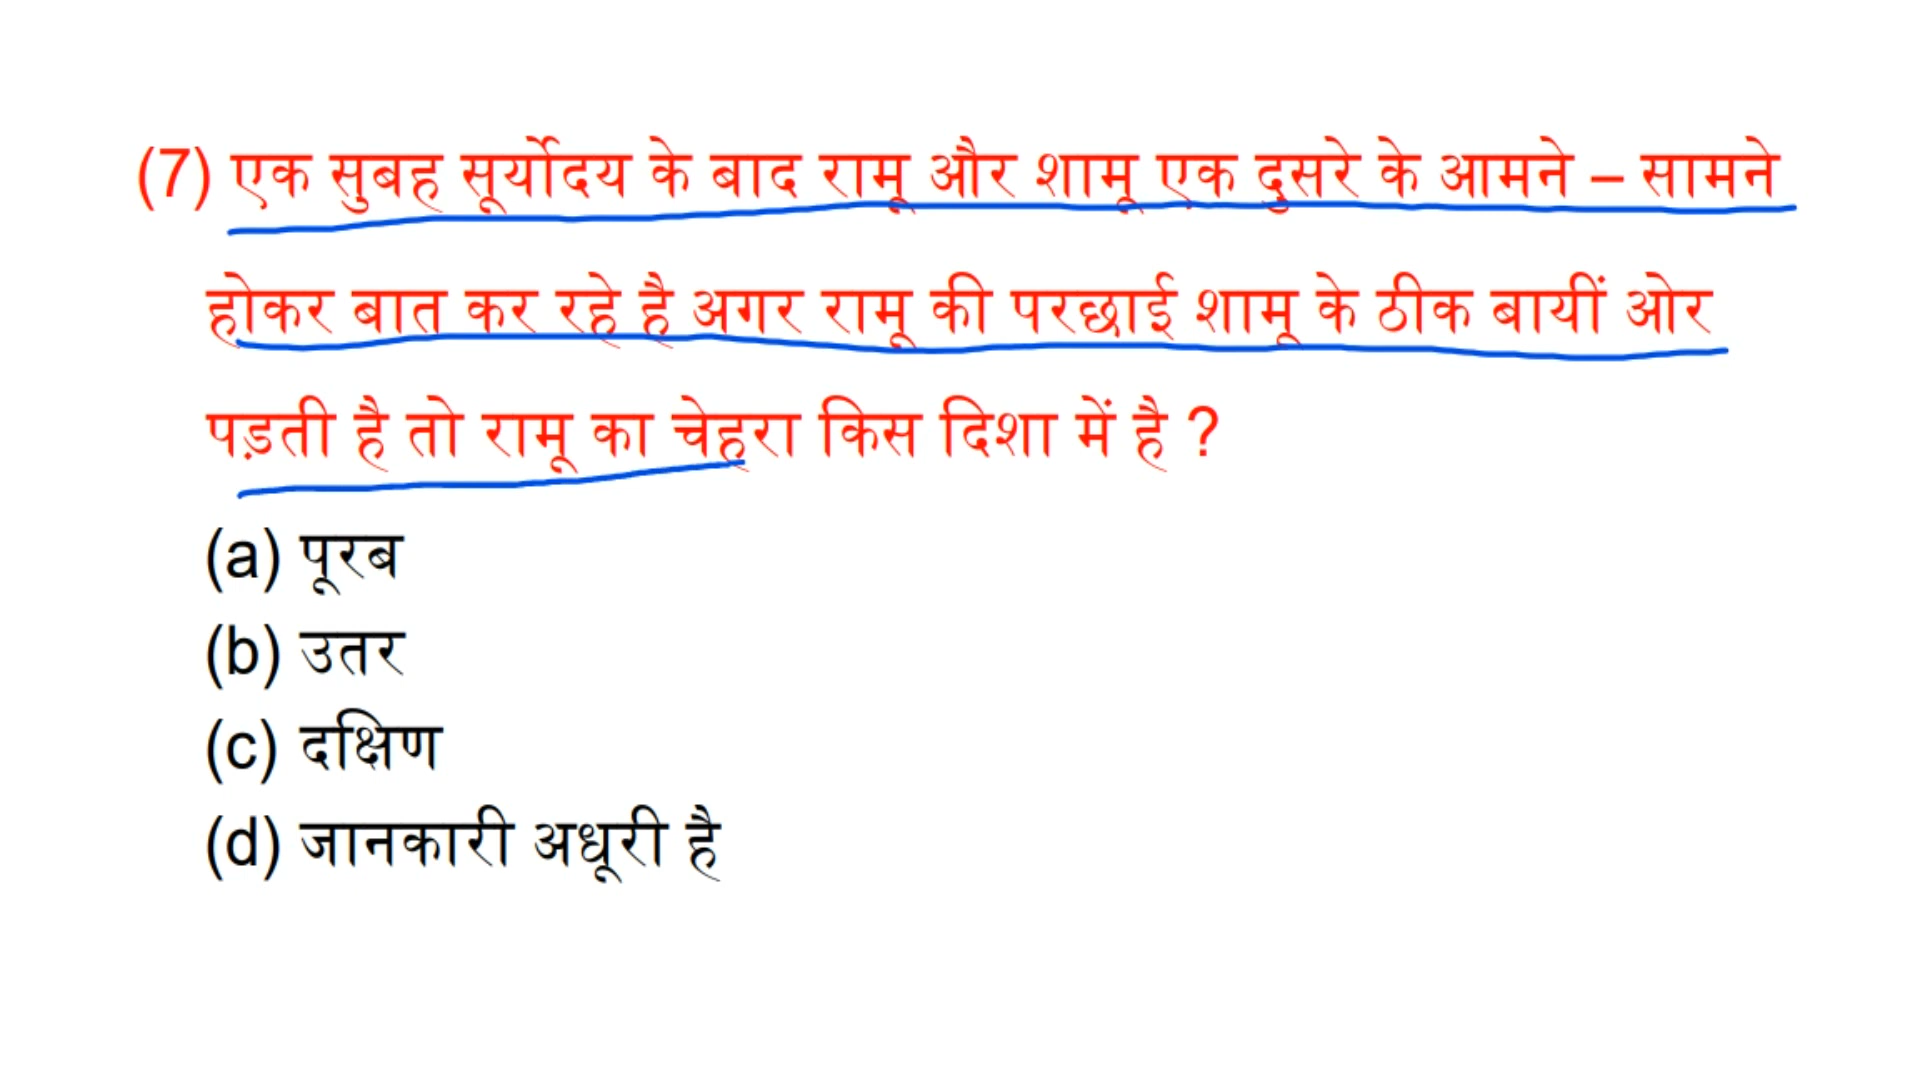 (7) एक सुबह सूर्योदय के बाद रामू और शामू एक दुसरे के आमने – सामने
होकर बात कर रहे है अगर रामू की परछाई शामू के ठीक बायीं ओर
पड़ती है तो रामू का चेहरा किस दिशा में है ?
(a) पूरब
(b) उतर
(c) दक्षिण
(d) जानकारी अधूरी है